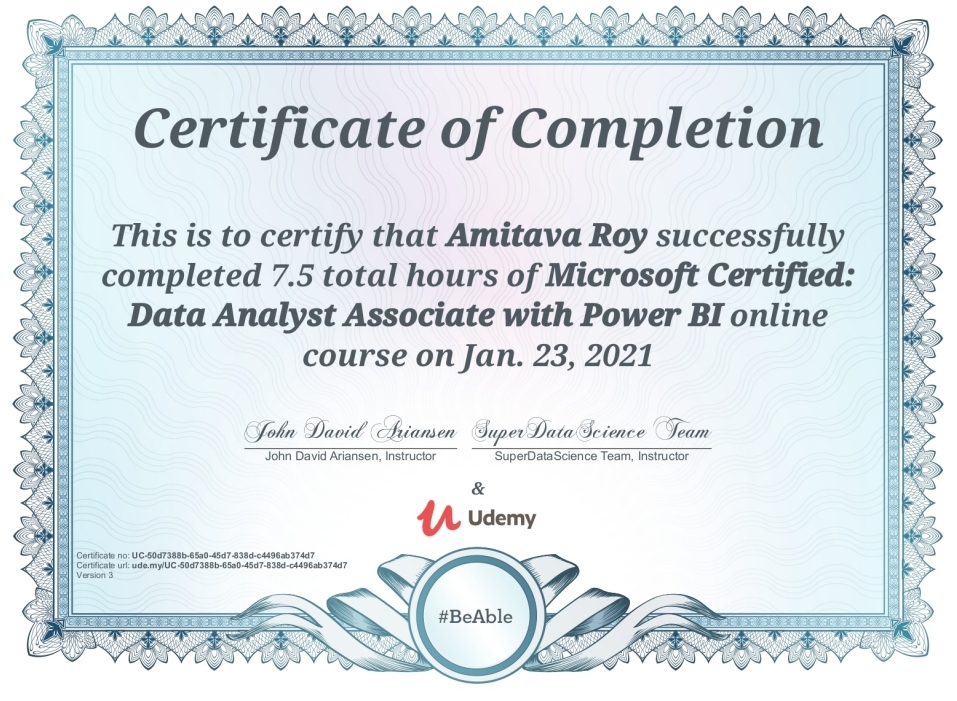 Certificate of Completion
This is to certify that Amitava Roy successfully
completed 7.5 total hours of Microsoft Certified:
Data Analyst Associate with Power BI online
course on Jan. 23, 2021
John David Ariansen SuperDataScience Team
John David Ariansen, Instructor SuperDataScience Team, Instructor
&
Udemy
Certificate no: UC-50d7388b-65a0-45d7-838d-c4496ab374d7
Certificate url: ude.my/UC-50d7388b-65a0-45d7-838d-c4496ab374d7
Version 3
#BeAble